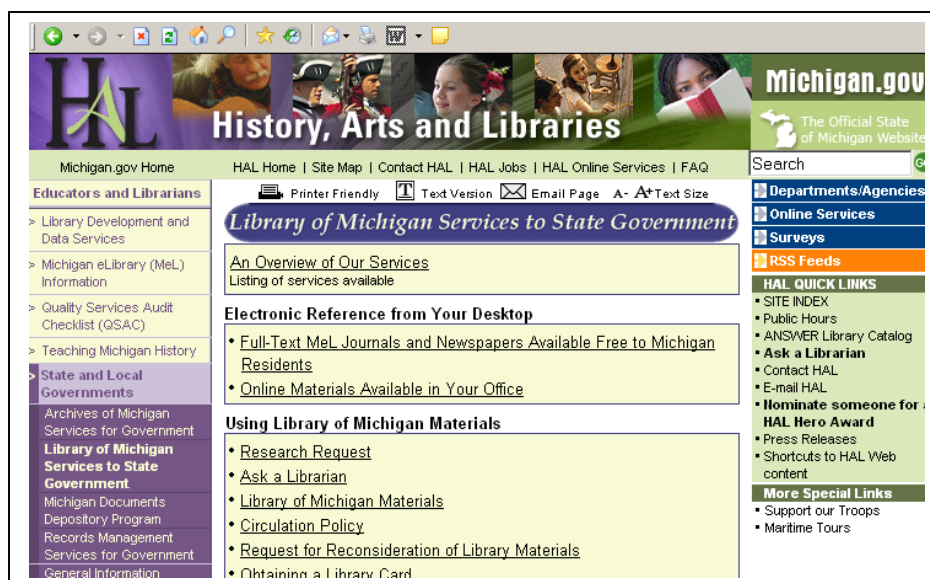 HAL
History, Arts and Libraries
Michigan.gov
The Official State
of Michigan Website
Michigan.gov Home
HAL Home | Site Map | Contact HAL | HAL Jobs | HAL Online Services | FAQ
Search
Educators and Librarians
> Library Development and
Data Services
> Michigan eLibrary (MeL)
Information
> Quality Services Audit
Checklist (QSAC)
> Teaching Michigan History
> State and Local
Governments
Archives of Michigan
Services for Government
Library of Michigan
Services to State
Government
Michigan Documents
Depository Program
Records Management
Services for Government
General Information
Printer Friendly T Text Version Email Page A- A+ Text Size
Library of Michigan Services to State Government
An Overview of Our Services
Listing of services available
Electronic Reference from Your Desktop
• Full-Text MeL Journals and Newspapers Available Free to Michigan
Residents
• Online Materials Available in Your Office
Using Library of Michigan Materials
• Research Request
• Ask a Librarian
• Library of Michigan Materials
• Circulation Policy
• Request for Reconsideration of Library Materials
• Obtaining a Library Card
Departments/Agencies
Online Services
Surveys
RSS Feeds
HAL QUICK LINKS
▪ SITE INDEX
▪ Public Hours
▪ ANSWER Library Catalog
▪ Ask a Librarian
▪ Contact HAL
▪ E-mail HAL
▪ Nominate someone for a
HAL Hero Award
▪ Press Releases
▪ Shortcuts to HAL Web
content
More Special Links
▪ Support our Troops
▪ Maritime Tours